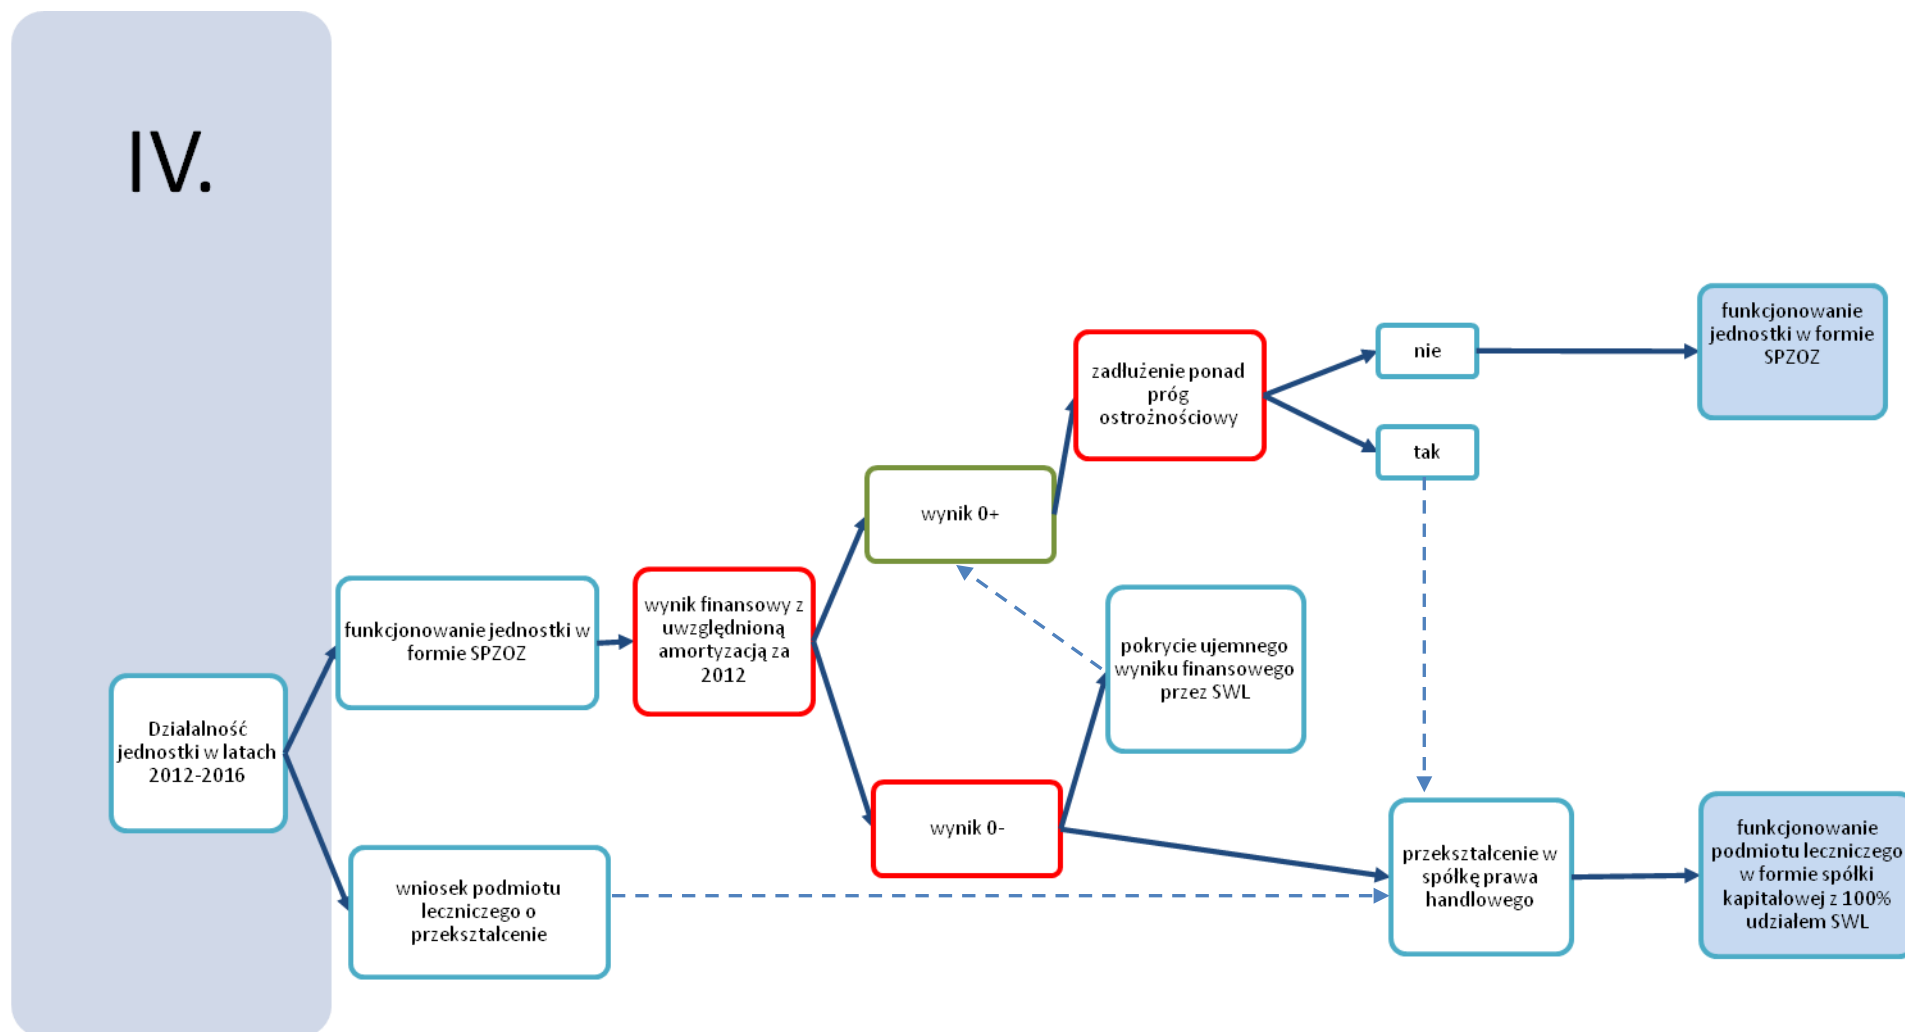 IV.
Działalność
jednostki w latach
2012-2016
funkcjonowanie jednostki w
formie SPZOZ
wniosek podmiotu
leczniczego o
przekształcenie
wynik finansowy z
uwzględnioną
amortyzacją za
2012
wynik 0+
wynik 0-
zadłużenie ponad
próg
ostrożnościowy
pokrycie ujemnego
wyniku finansowego
przez SWL
nie
tak
przekształcenie w
spółkę prawa
handlowego
funkcjonowanie
jednostki w formie
SPZOZ
funkcjonowanie
podmiotu leczniczego
w formie spółki
kapitałowej z 100%
udziałem SWL